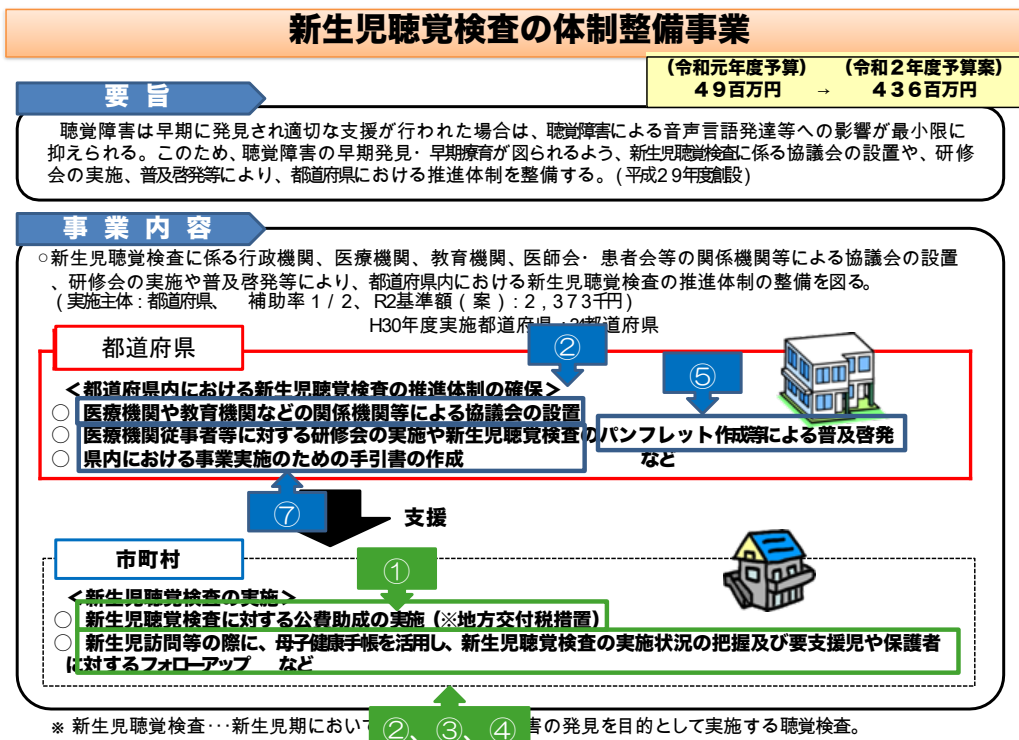 新生児聴覚検査の体制整備事業
(令和元年度予算) (令和2年度予算案)
49百万円 → 436百万円
要旨
聴覚障害は早期に発見され適切な支援が行われた場合は、聴覚障害による音声言語発達等への影響が最小限に
抑えられる。このため、聴覚障害の早期発見・早期療育が図られるよう、新生児聴覚検査に係る協議会の設置や、研修
会の実施、普及啓発等により、都道府県における推進体制を整備する。(平成29年度創設)
事業内容
○新生児聴覚検査に係る行政機関、医療機関、教育機関、医師会・患者会等の関係機関等による協議会の設置
、研修会の実施や普及啓発等により、都道府県内における新生児聴覚検査の推進体制の整備を図る。
(実施主体:都道府県、 補助率1/2、R2基準額(案):2,373千円)
H30年度実施都道府県 都道府県
都道府県
②
⑤
<都道府県内における新生児聴覚検査の推進体制の確保>
○ 医療機関や教育機関などの関係機関等による協議会の設置
○ 医療機関従事者等に対する研修会の実施や新生児聴覚検査のパンフレット作成等による普及啓発
○ 県内における事業実施のための手引書の作成 など
⑦
支援
市町村
①
<新生児聴覚検査の実施>
○ 新生児聴覚検査に対する公費助成の実施(※地方交付税措置)
○ 新生児訪問等の際に、母子健康手帳を活用し、新生児聴覚検査の実施状況の把握及び要支援児や保護者
に対するフォローアップ など
②、③、④
※ 新生児聴覚検査･･･新生児期において 害の発見を目的として実施する聴覚検査。